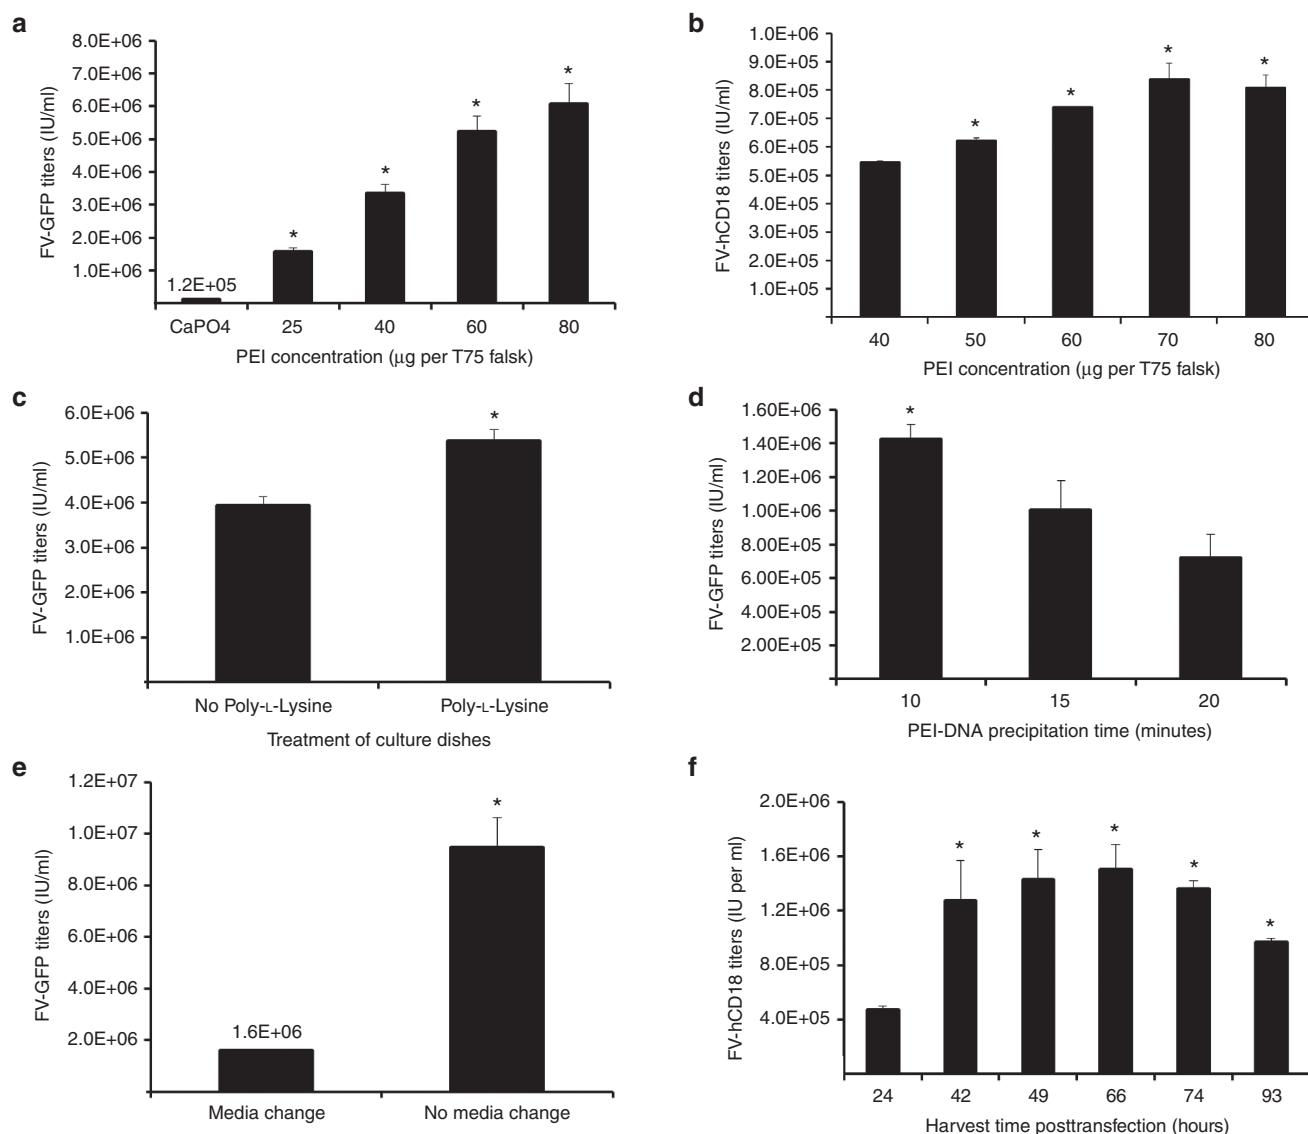 a
FV-GFP titers (IU/ml)
8.0E+06
7.0E+06
6.0E+06
5.0E+06
4.0E+06
3.0E+06
2.0E+06
1.0E+06
1.2E+05
* * * *
CaPO4 25 40 60 80
PEI concentration (μg per T75 falsk)
b
FV-hCD18 titers (IU/ml)
1.0E+06
9.0E+05
8.0E+05
7.0E+05
6.0E+05
5.0E+05
4.0E+05
3.0E+05
2.0E+05
1.0E+05
* * * *
40 50 60 70 80
PEI concentration (μg per T75 falsk)
c
FV-GFP titers (IU/ml)
6.0E+06
5.0E+06
4.0E+06
3.0E+06
2.0E+06
1.0E+06
*
No Poly-L-Lysine Poly-L-Lysine
Treatment of culture dishes
d
FV-GFP titers (IU/ml)
1.60E+06
1.40E+06
1.20E+06
1.00E+06
8.00E+05
6.00E+05
4.00E+05
2.00E+05
*
10 15 20
PEI-DNA precipitation time (minutes)
e
FV-GFP titers (IU/ml)
1.2E+07
1.0E+07
8.0E+06
6.0E+06
4.0E+06
2.0E+06
1.6E+06
*
Media change No media change
f
FV-hCD18 titers (IU per ml)
2.0E+06
1.6E+06
1.2E+06
8.0E+05
4.0E+05
* * * * *
24 42 49 66 74 93
Harvest time posttransfection (hours)